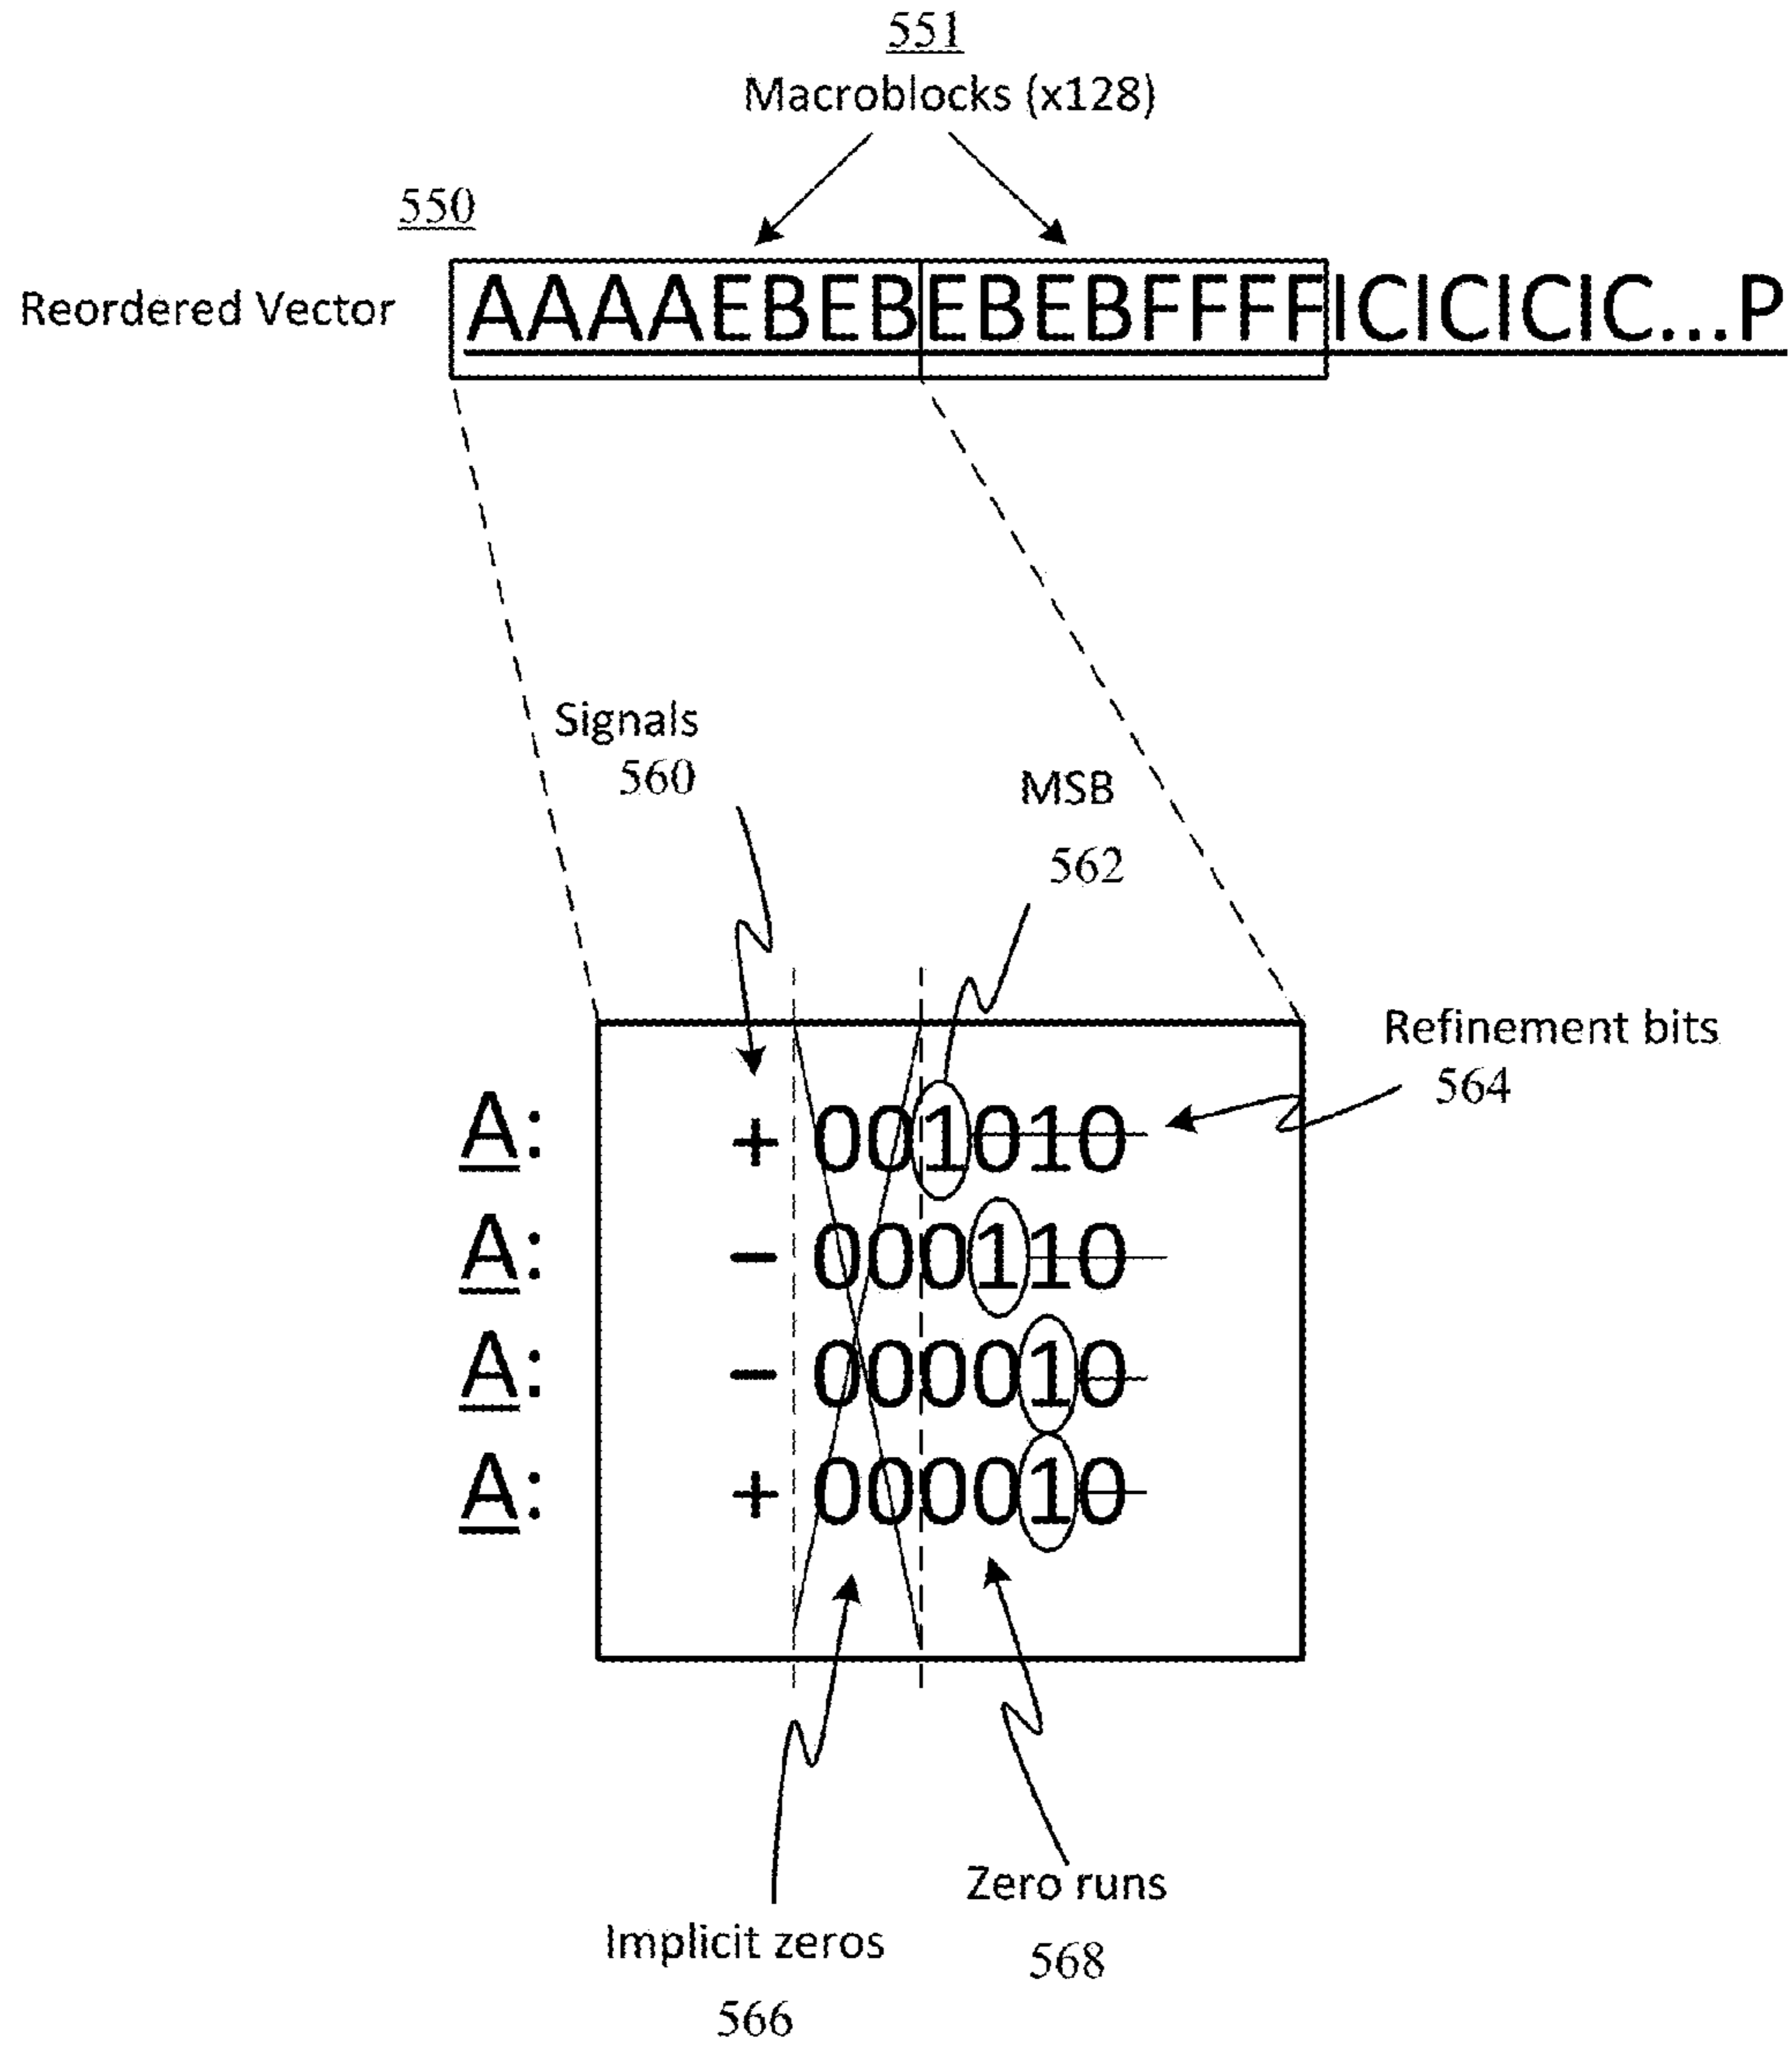 551
Macroblocks (x128)
550
Reordered Vector AAAAEBEBEBEBFFFFICICICIC...P
Signals
560
MSB
562
Refinement bits
564
A: + 001010
A: - 000110
A: - 000010
A: + 000010
Zero runs
568
Implicit zeros
566